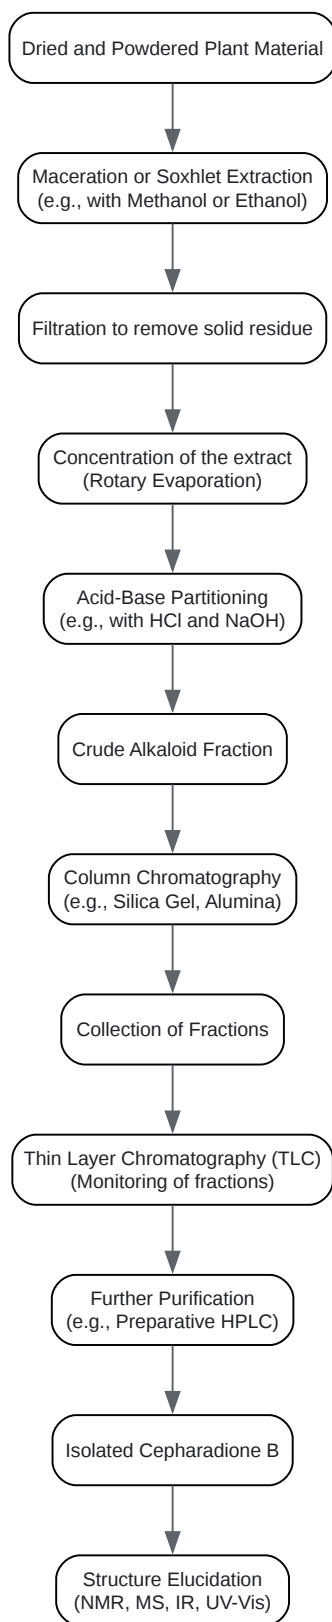 Dried and Powdered Plant Material
Maceration or Soxhlet Extraction
(e.g., with Methanol or Ethanol)
Filtration to remove solid residue
Concentration of the extract
(Rotary Evaporation)
Acid-Base Partitioning
(e.g., with HCl and NaOH)
Crude Alkaloid Fraction
Column Chromatography
(e.g., Silica Gel, Alumina)
Collection of Fractions
Thin Layer Chromatography (TLC)
(Monitoring of fractions)
Further Purification
(e.g., Preparative HPLC)
Isolated Cepharadione B
Structure Elucidation
(NMR, MS, IR, UV-Vis)